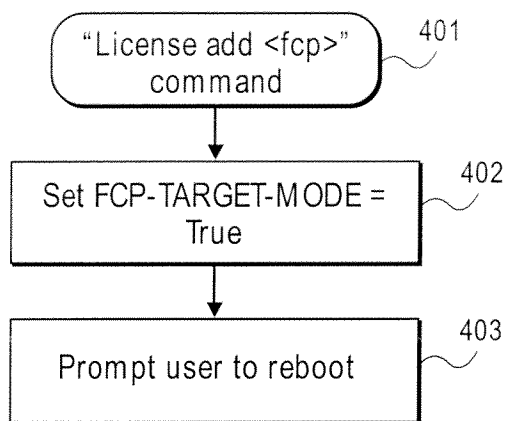 “License add <fcp>”
command
401
Set FCP-TARGET-MODE =
True
402
Prompt user to reboot
403